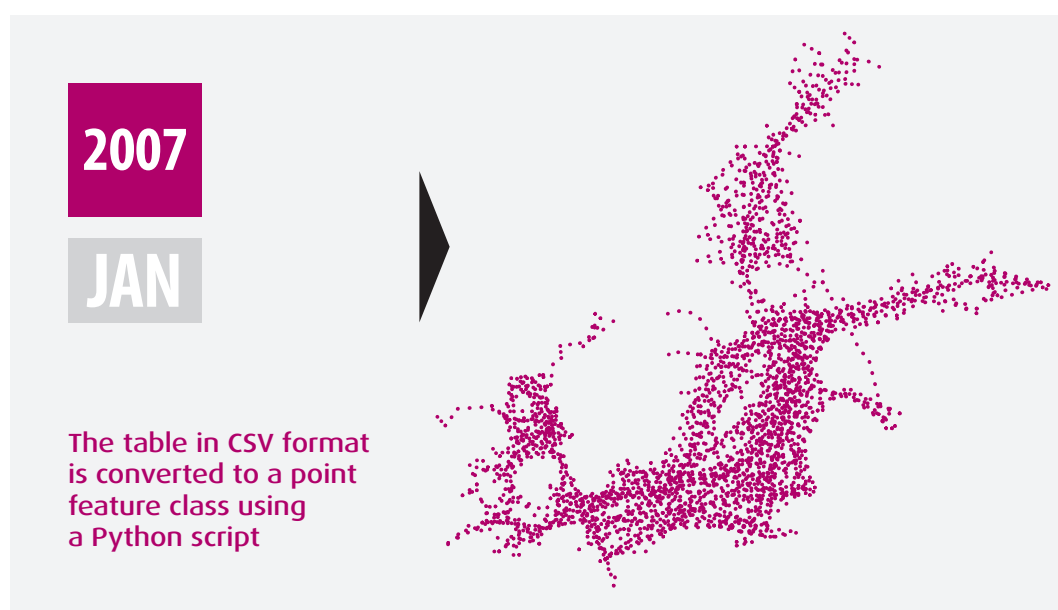 2007
JAN
The table in CSV format
is converted to a point
feature class using
a Python script